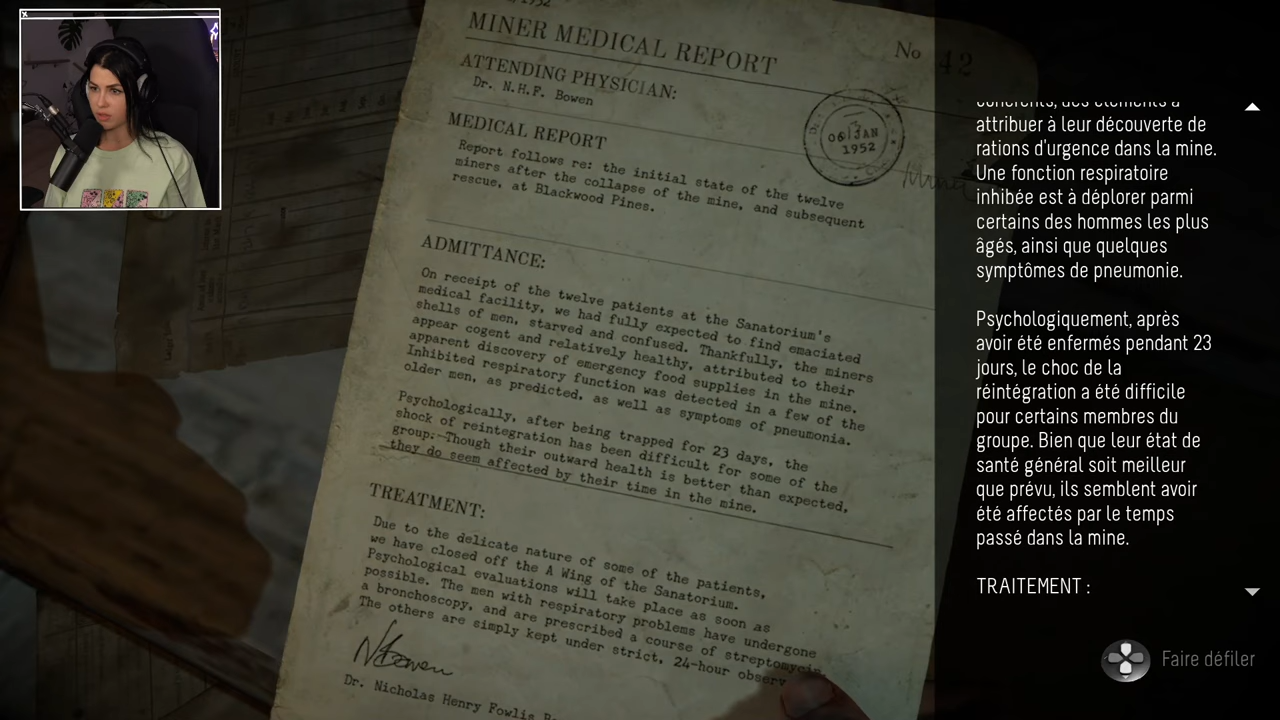 1952
MINER MEDICAL REPORT
No 42
ATTENDING PHYSICIAN:
Dr. N.H.F. Bowen
06 JAN
1952
MEDICAL REPORT
Report follows re: the initial state of the twelve
miners after the collapse of the mine, and subsequent
rescue, at Blackwood Pines.
ADMITTANCE:
On receipt of the twelve patients at the Sanatorium's
medical facility, we had fully expected to find emaciated
shells of men, starved and confused. Thankfully, the miners
appear cogent and relatively healthy, attributed to their
apparent discovery of emergency food supplies in the mine.
Inhibited respiratory function was detected in a few of the
older men, as predicted, as well as symptoms of pneumonia.
Psychologically, after being trapped for 23 days, the
shock of reintegration has been difficult for some of the
group. Though their outward health is better than expected,
they do seem affected by their time in the mine.
TREATMENT:
Due to the delicate nature of some of the patients,
we have closed off the A Wing of the Sanatorium.
Psychological evaluations will take place as soon as
possible. The men with respiratory problems have undergone
a bronchoscopy, and are prescribed a course of streptomycin.
The others are simply kept under strict, 24-hour observ
NBowen
Dr. Nicholas Henry Fowlis
cohérents, des éléments à
attribuer à leur découverte de
rations d'urgence dans la mine.
Une fonction respiratoire
inhibée est à déplorer parmi
certains des hommes les plus
âgés, ainsi que quelques
symptômes de pneumonie.
Psychologiquement, après
avoir été enfermés pendant 23
jours, le choc de la
réintégration a été difficile
pour certains membres du
groupe. Bien que leur état de
santé général soit meilleur
que prévu, ils semblent avoir
été affectés par le temps
passé dans la mine.
TRAITEMENT :
Faire défiler